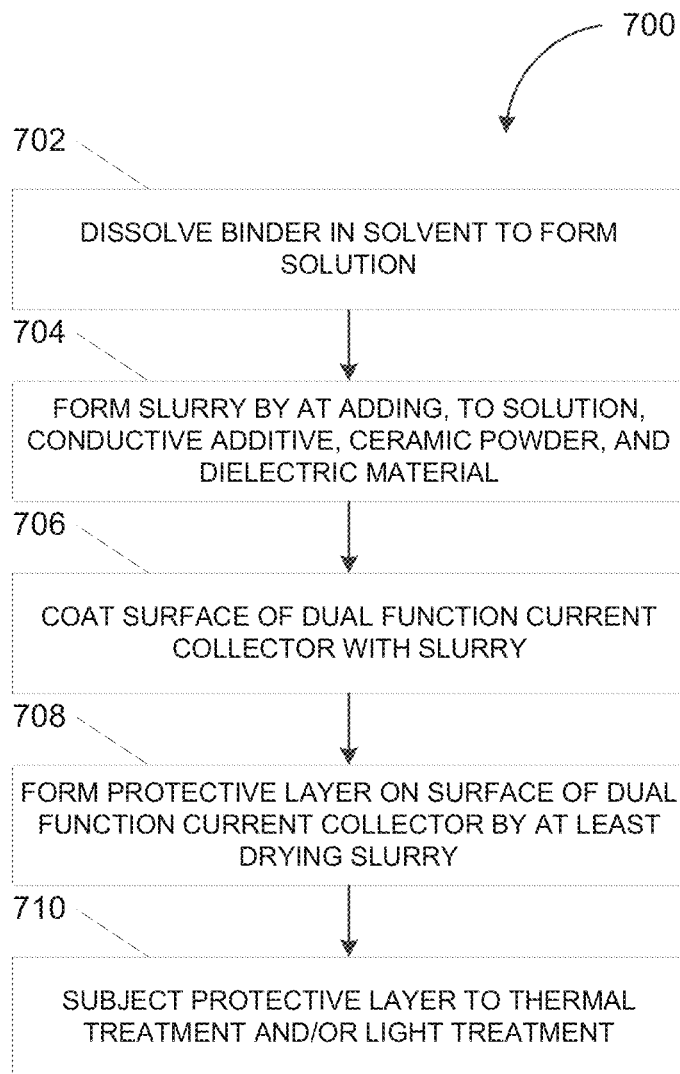 700
702
DISSOLVE BINDER IN SOLVENT TO FORM
SOLUTION
704
FORM SLURRY BY AT ADDING, TO SOLUTION,
CONDUCTIVE ADDITIVE, CERAMIC POWDER, AND
DIELECTRIC MATERIAL
706
COAT SURFACE OF DUAL FUNCTION CURRENT
COLLECTOR WITH SLURRY
708
FORM PROTECTIVE LAYER ON SURFACE OF DUAL
FUNCTION CURRENT COLLECTOR BY AT LEAST
DRYING SLURRY
710
SUBJECT PROTECTIVE LAYER TO THERMAL
TREATMENT AND/OR LIGHT TREATMENT